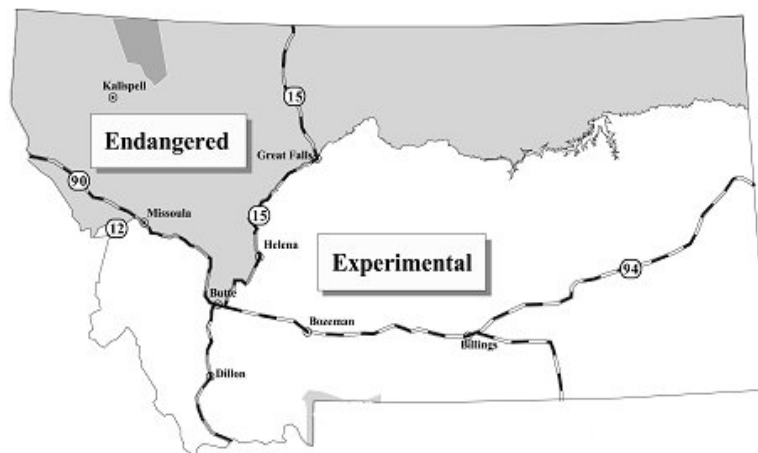 Kalispell
15
Endangered
Great Falls
90
Missoula
15
12
Helena
Experimental
94
Butte
Bozeman
Billings
Dillon